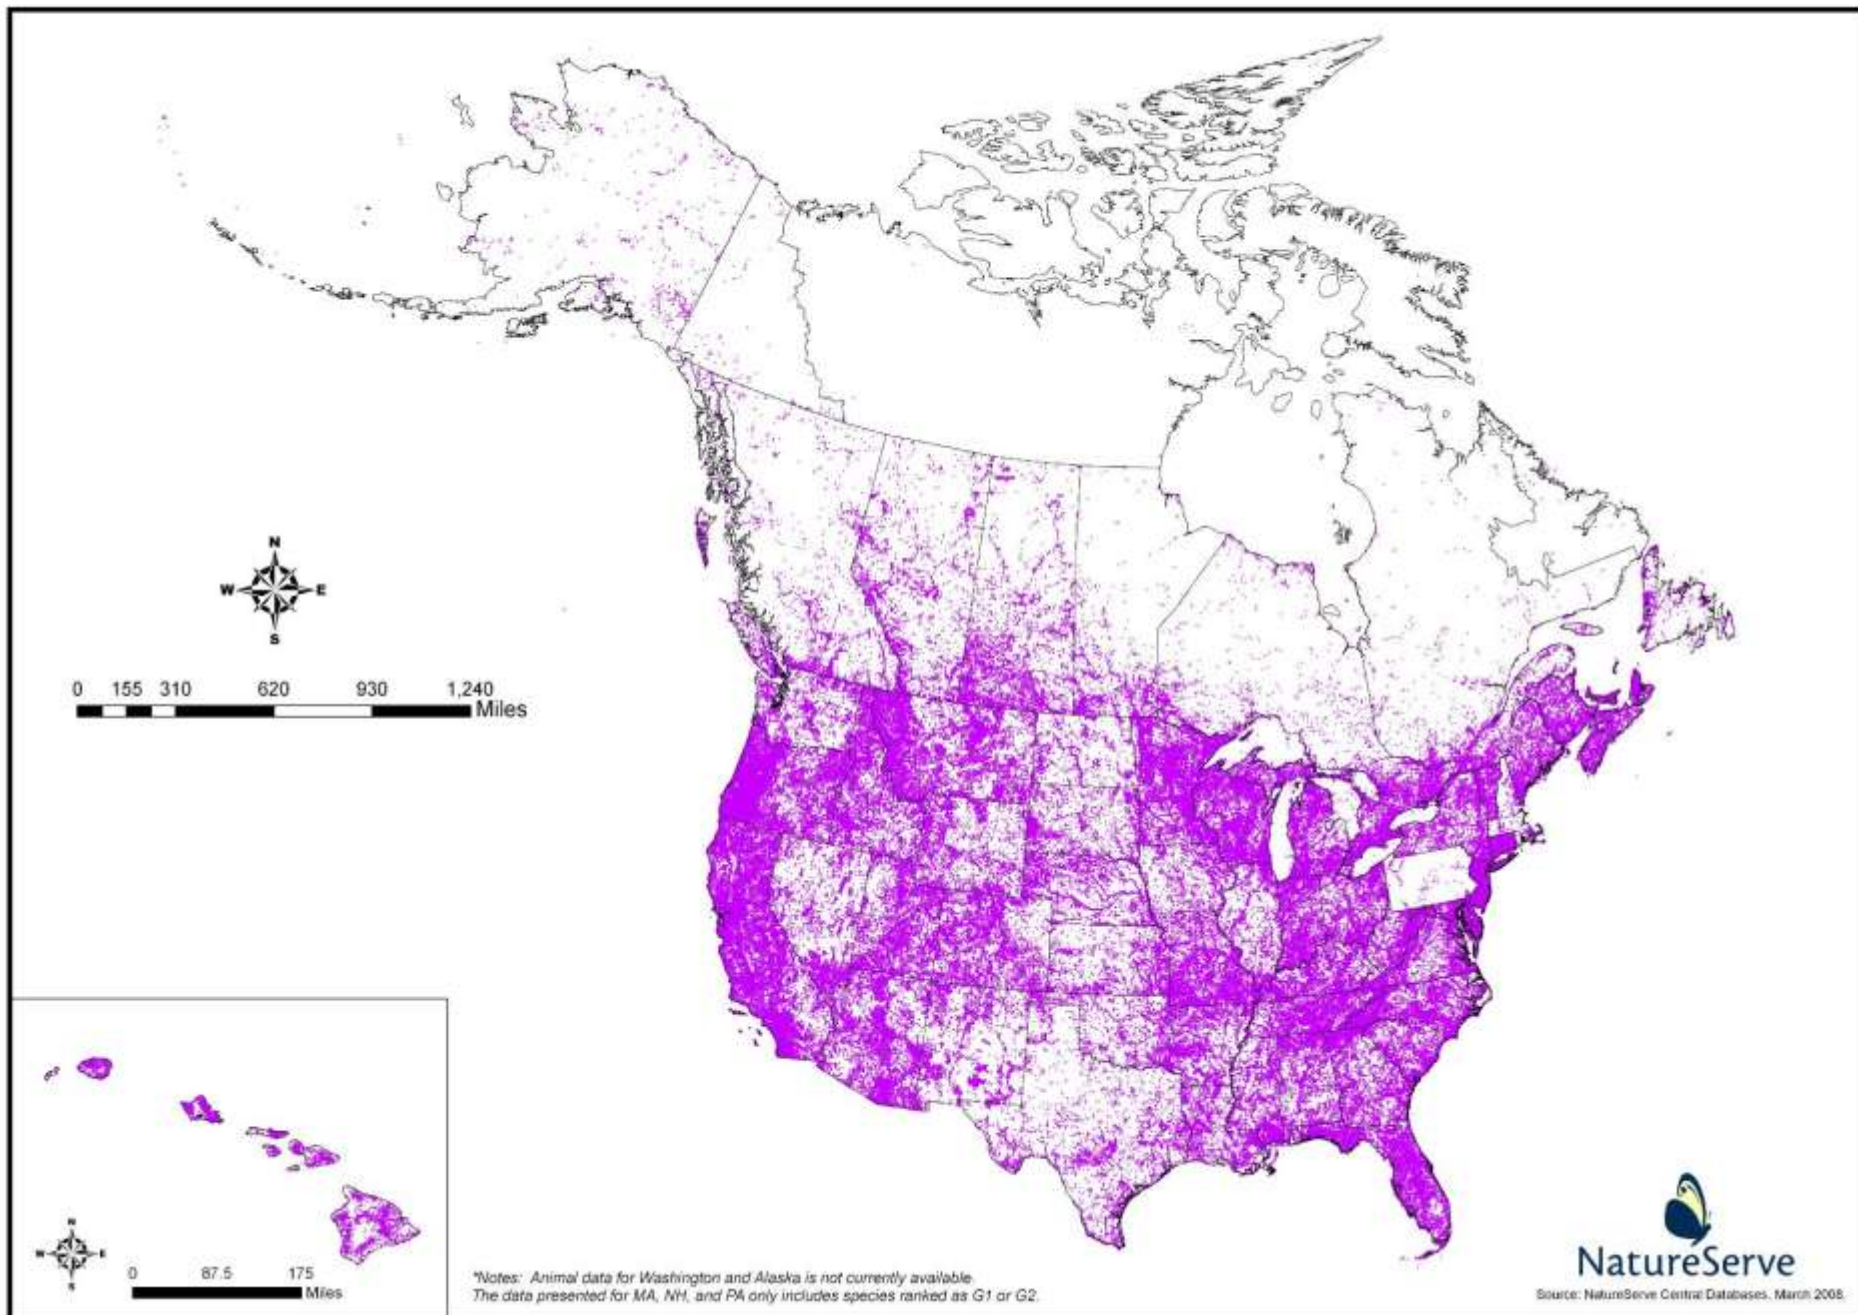 N
W E
S
0 155 310 620 930 1,240
Miles
N
W E
S
0 87.5 175
Miles
*Notes: Animal data for Washington and Alaska is not currently available.
The data presented for MA, NH, and PA only includes species ranked as G1 or G2.
NatureServe
Source: NatureServe Central Databases. March 2008.